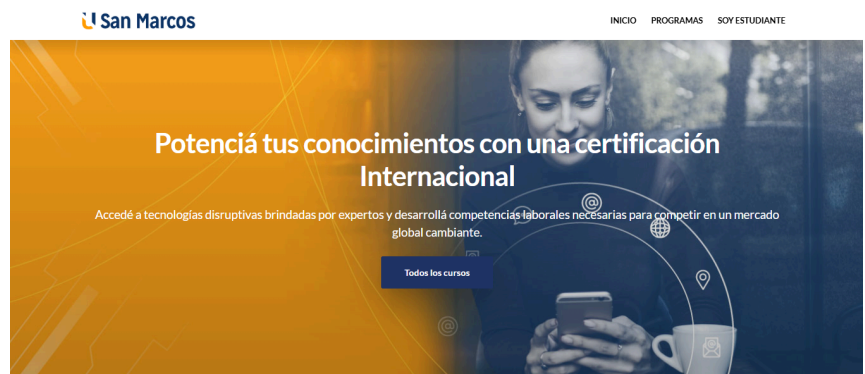 San Marcos
INICIO PROGRAMAS SOY ESTUDIANTE
Potenciá tus conocimientos con una certificación
Internacional
Accedé a tecnologías disruptivas brindadas por expertos y desarrollá competencias laborales necesarias para competir en un mercado
global cambiante.
Todos los cursos